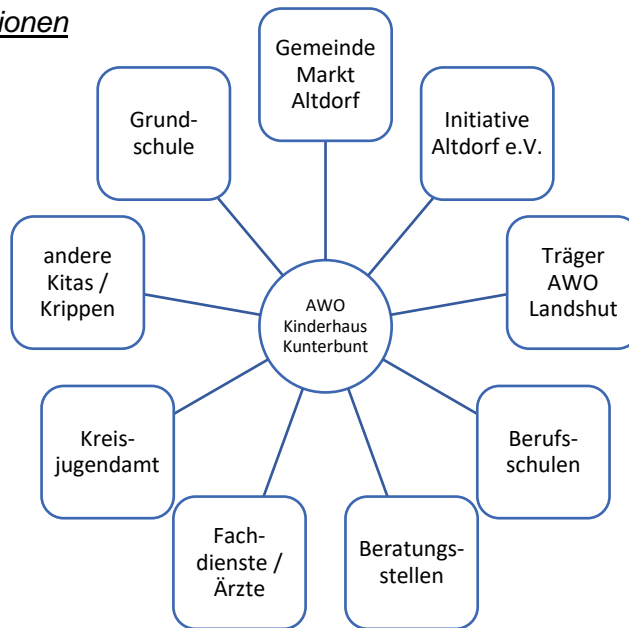 ionen
Gemeinde
Markt
Altdorf
Initiative
Altdorf e.V.
Träger
AWO
Landshut
Berufs-
schulen
Beratungs-
stellen
Fach-
dienste /
Ärzte
Kreis-
jugendamt
andere
Kitas /
Krippen
Grund-
schule
AWO
Kinderhaus
Kunterbunt